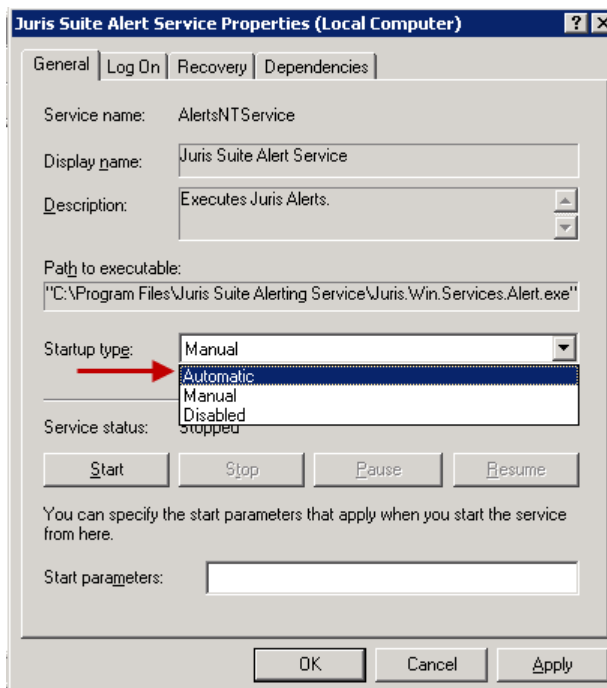 Juris Suite Alert Service Properties (Local Computer)
General Log On Recovery Dependencies
Service name: AlertsNTService
Display name: Juris Suite Alert Service
Description: Executes Juris Alerts.
Path to executable:
"C:\Program Files\Juris Suite Alerting Service\Juris.Win.Services.Alert.exe"
Startup type: Manual
Automatic
Manual
Disabled
Service status: Stopped
Start Stop Pause Resume
You can specify the start parameters that apply when you start the service
from here.
Start parameters:
OK Cancel Apply